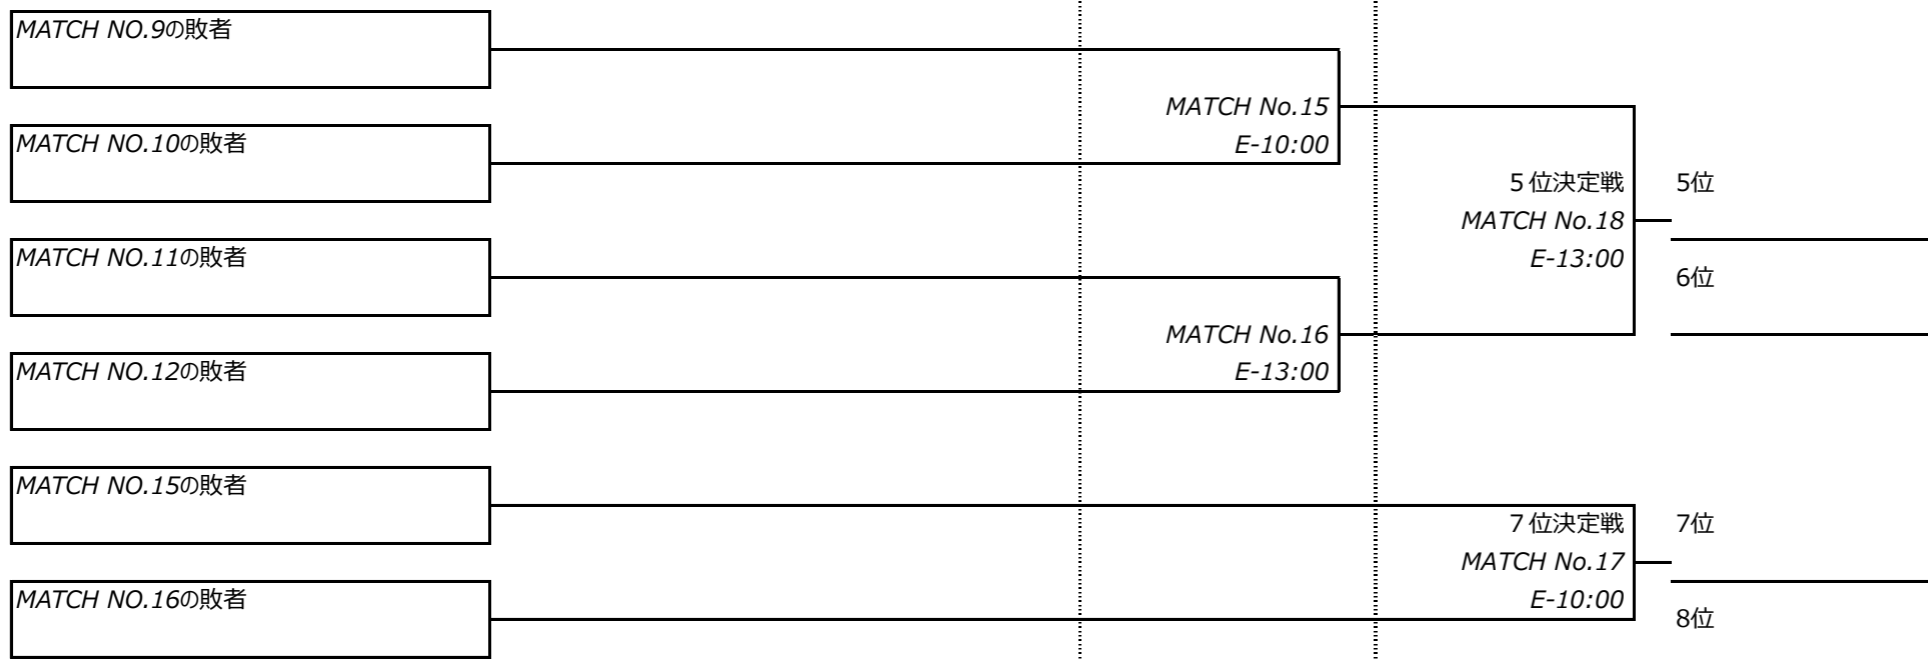 MATCH NO.9の敗者
MATCH No.15
MATCH NO.10の敗者
E-10:00
５位決定戦
5位
MATCH No.18
MATCH NO.11の敗者
E-13:00
6位
MATCH No.16
MATCH NO.12の敗者
E-13:00
MATCH NO.15の敗者
７位決定戦
7位
MATCH No.17
MATCH NO.16の敗者
E-10:00
8位